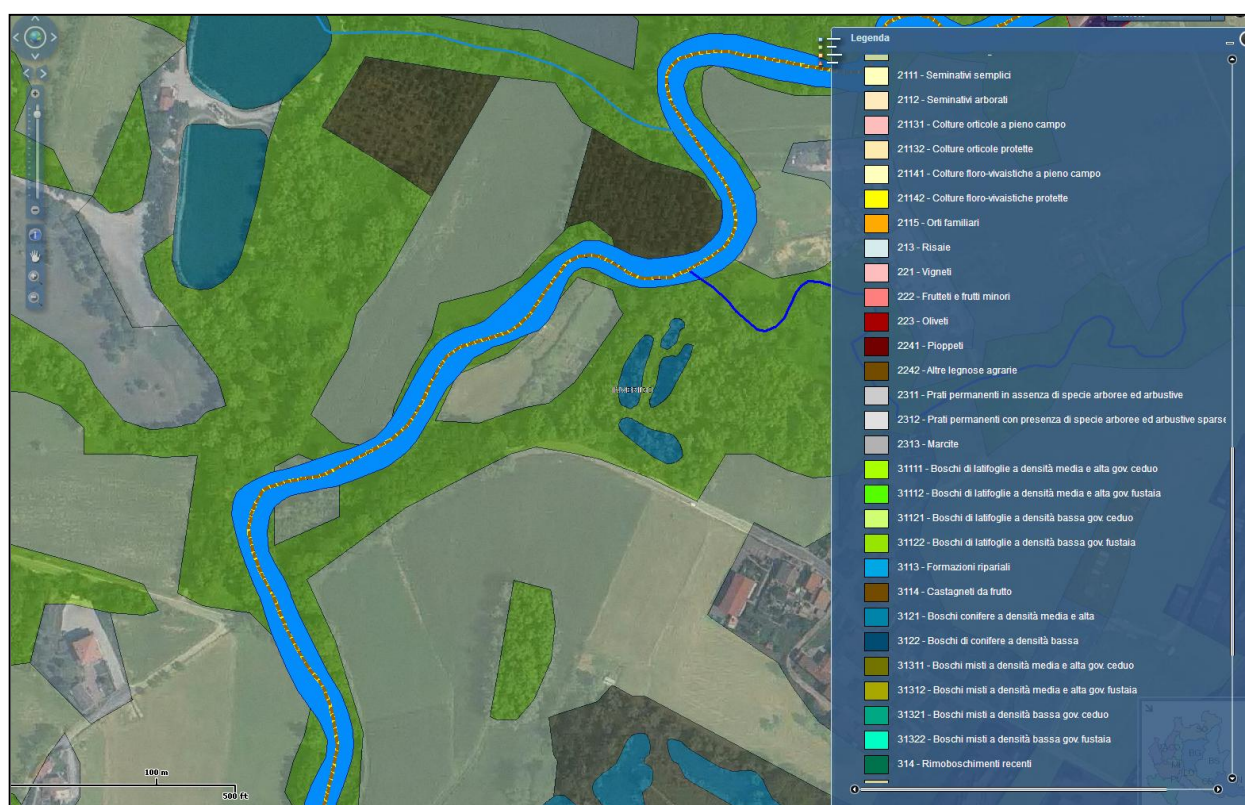 Legenda
2111 - Seminativi semplici
2112 - Seminativi arborati
21131 - Colture orticole a pieno campo
21132 - Colture orticole protette
21141 - Colture floro-vivaistiche a pieno campo
21142 - Colture floro-vivaistiche protette
2115 - Orti familiari
213 - Risaie
221 - Vigneti
222 - Frutteti e frutti minori
223 - Oliveti
2241 - Pioppeti
2242 - Altre legnose agrarie
2311 - Prati permanenti in assenza di specie arboree ed arbustive
2312 - Prati permanenti con presenza di specie arboree ed arbustive sparse
2313 - Marcite
31111 - Boschi di latifoglie a densità media e alta gov. ceduo
31112 - Boschi di latifoglie a densità media e alta gov. fustaia
31121 - Boschi di latifoglie a densità bassa gov. ceduo
31122 - Boschi di latifoglie a densità bassa gov. fustaia
3113 - Formazioni ripariali
3114 - Castagneti da frutto
3121 - Boschi conifere a densità media e alta
3122 - Boschi di conifere a densità bassa
31311 - Boschi misti a densità media e alta gov. ceduo
31312 - Boschi misti a densità media e alta gov. fustaia
31321 - Boschi misti a densità bassa gov. ceduo
31322 - Boschi misti a densità bassa gov. fustaia
314 - Rimoboschimenti recenti
100 m
500 ft